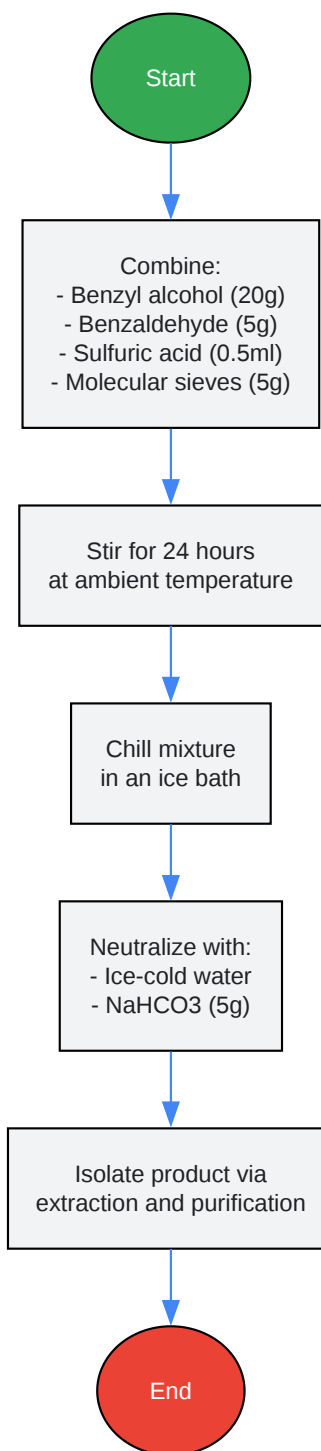 Start
Combine:
- Benzyl alcohol (20g)
- Benzaldehyde (5g)
- Sulfuric acid (0.5ml)
- Molecular sieves (5g)
Stir for 24 hours
at ambient temperature
Chill mixture
in an ice bath
Neutralize with:
- Ice-cold water
- NaHCO3 (5g)
Isolate product via
extraction and purification
End